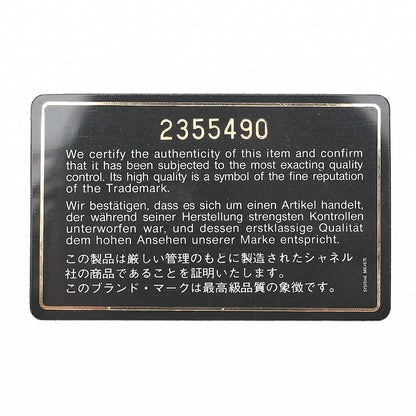 2355490
We certify the authenticity of this item and confirm
that it has been subjected to the most exacting quality
control. Its high quality is a symbol of the fine reputation
of the Trademark.
Wir bestätigen, dass es sich um einen Artikel handelt,
der während seiner Herstellung strengsten Kontrollen
unterworfen war, und dessen erstklassige Qualität
dem hohen Ansehen unserer Marke entspricht.
この製品は厳しい管理のもとに製造されたシャネル
社の商品であることを証明いたします。
このブランド・マークは最高級品質の象徴です。